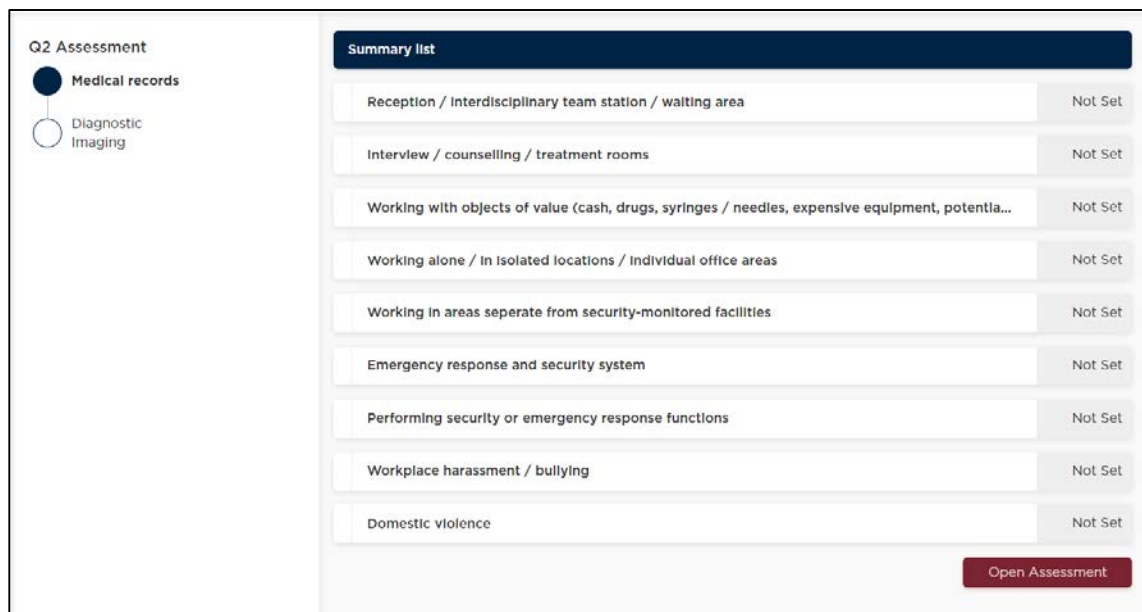 Q2 Assessment
Medical records
Diagnostic
Imaging
Summary list
Reception / interdisciplinary team station / waiting area
Not Set
Interview / counselling / treatment rooms
Not Set
Working with objects of value (cash, drugs, syringes / needles, expensive equipment, potentia...
Not Set
Working alone / in isolated locations / individual office areas
Not Set
Working in areas seperate from security-monitored facilities
Not Set
Emergency response and security system
Not Set
Performing security or emergency response functions
Not Set
Workplace harassment / bullying
Not Set
Domestic violence
Not Set
Open Assessment